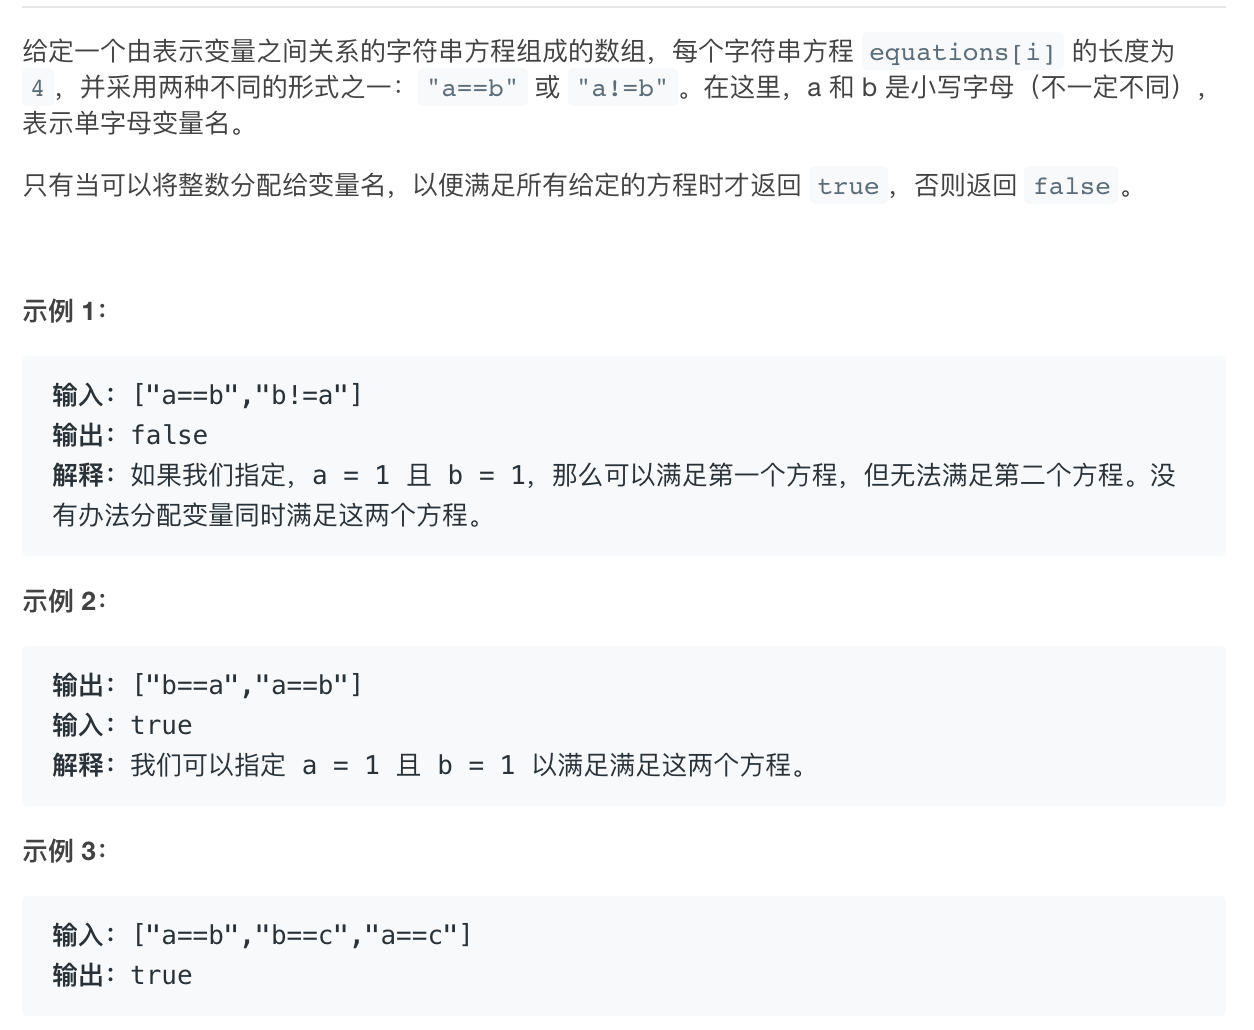 给定一个由表示变量之间关系的字符串方程组成的数组，每个字符串方程 equations[i] 的长度为
4，并采用两种不同的形式之一："a==b" 或 "a!=b"。在这里，a 和 b 是小写字母（不一定不同），
表示单字母变量名。
只有当可以将整数分配给变量名，以便满足所有给定的方程时才返回 true，否则返回 false。
示例 1：
输入：["a==b","b!=a"]
输出：false
解释：如果我们指定，a = 1 且 b = 1，那么可以满足第一个方程，但无法满足第二个方程。没
有办法分配变量同时满足这两个方程。
示例 2：
输出：["b==a","a==b"]
输入：true
解释：我们可以指定 a = 1 且 b = 1 以满足满足这两个方程。
示例 3：
输入：["a==b","b==c","a==c"]
输出：true